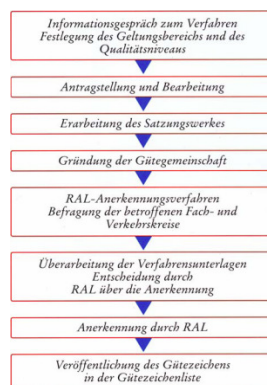 Informationsgespräch zum Verfahren
Festlegung des Geltungsbereichs und des
Qualitätsniveaus
Antragstellung und Bearbeitung
Erarbeitung des Satzungswerkes
Gründung der Gütegemeinschaft
RAL-Anerkennungsverfahren
Befragung der betroffenen Fach- und
Verkehrskreise
Überarbeitung der Verfahrensunterlagen
Entscheidung durch
RAL über die Anerkennung
Anerkennung durch RAL
Veröffentlichung des Gütezeichens
in der Gütezeichenliste